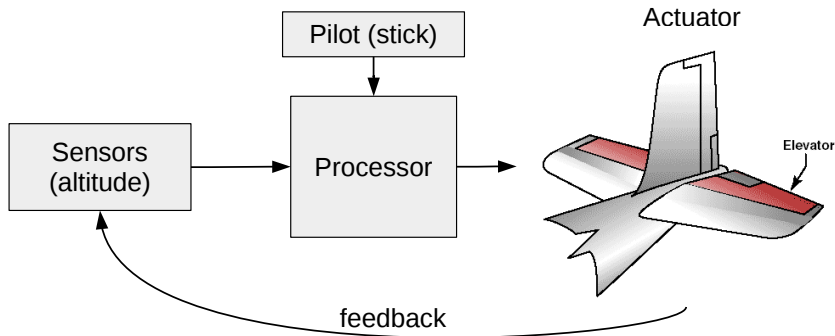 Actuator
Pilot (stick)
Sensors
(altitude)
Processor
Elevator
feedback